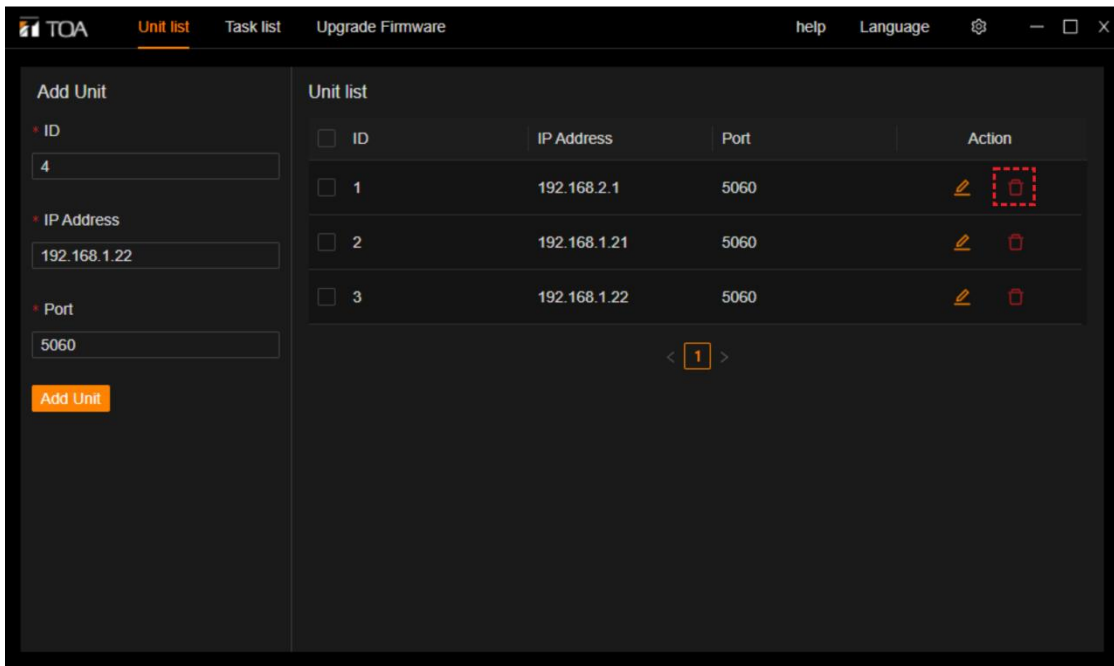 TOA Unit list Task list Upgrade Firmware help Language
Add Unit
* ID
4
* IP Address
192.168.1.22
* Port
5060
Add Unit
Unit list
ID IP Address Port Action
1 192.168.2.1 5060
2 192.168.1.21 5060
3 192.168.1.22 5060
< 1 >